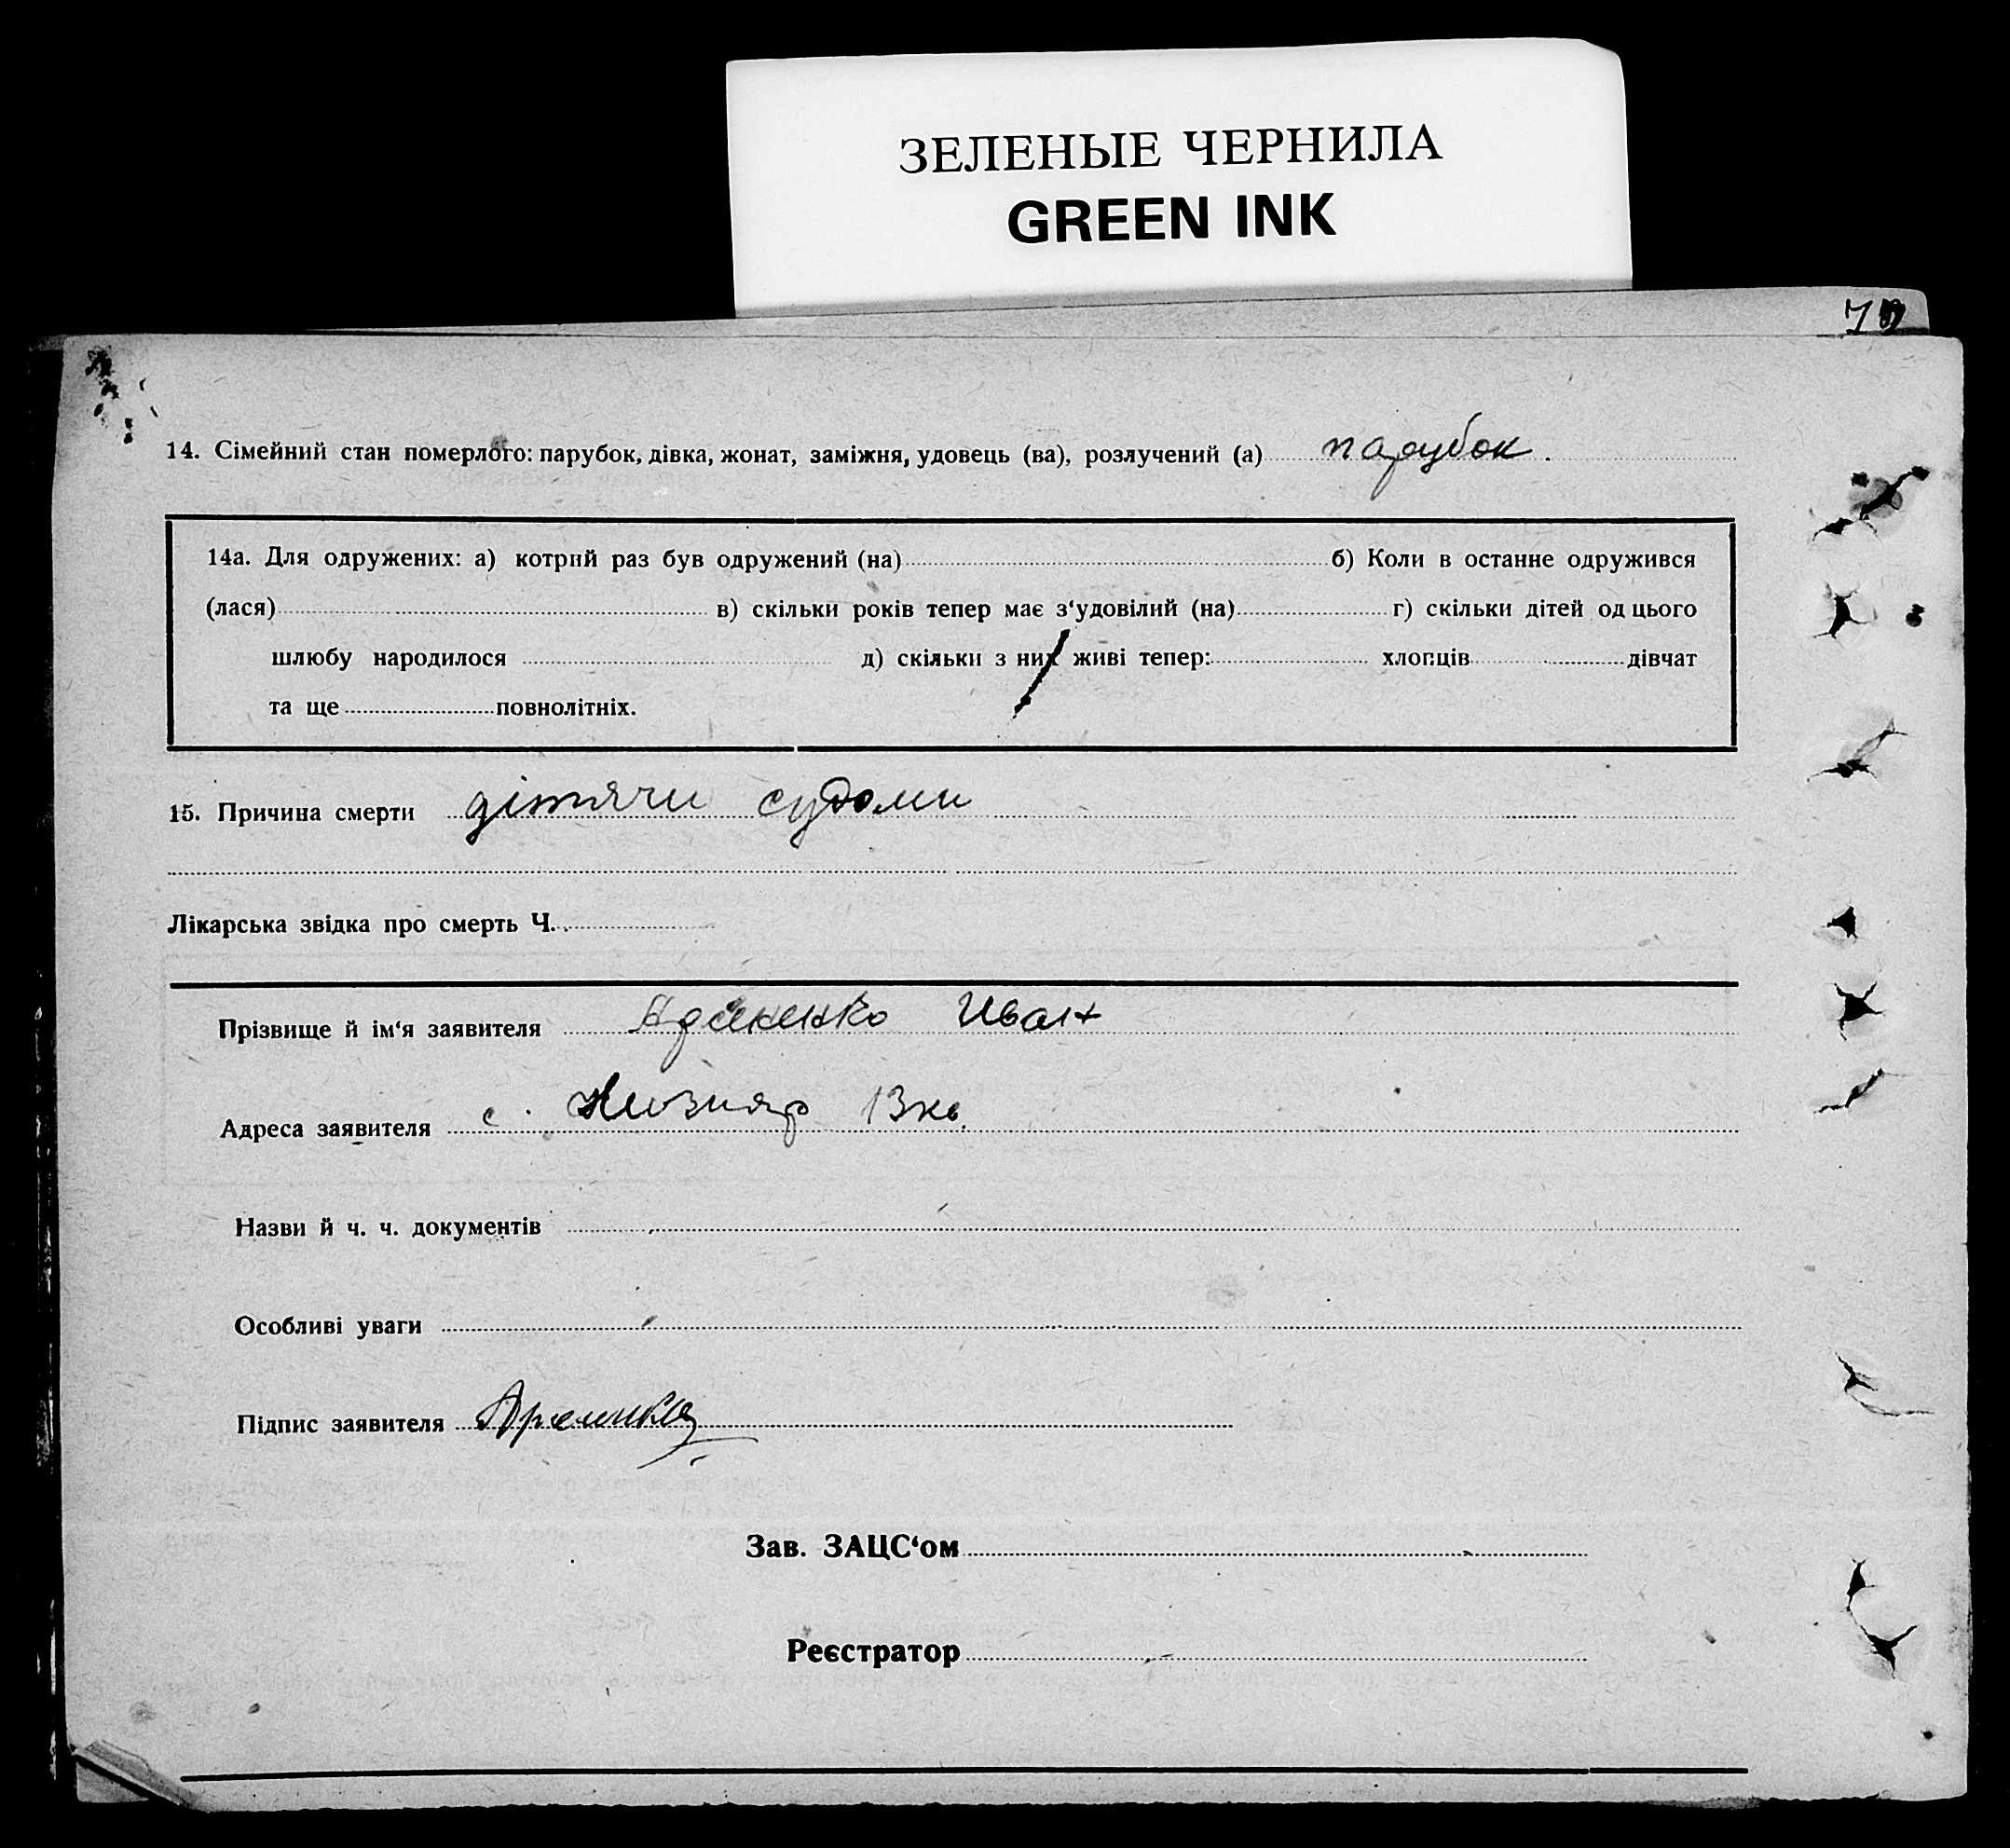 ЗЕЛЕНЫЕ ЧЕРНИЛА
GREEN INK
14. Сімейний стан померлого: парубок, дівка, жонат, заміжня, удовець (ва), розлучений (а) парубок.
14а. Для одружених: а) котрий раз був одружений (на) б) Коли в останне одружився
(лася) в) скільки років тепер має з‘удовілий (на) г) скільки дітей од цього
шлюбу народилося д) скільки з них живі тепер: хлопців дівчат
та ще повнолітніх.
15. Причина смерти дітячи судоми
Лікарська звідка про смерть Ч.
Прізвище й ім‘я заявителя Иван
Адреса заявителя с.
Назви й ч. ч. документів
Особливі уваги
Підпис заявителя
Зав. ЗАЦС‘ом
Реєстратор